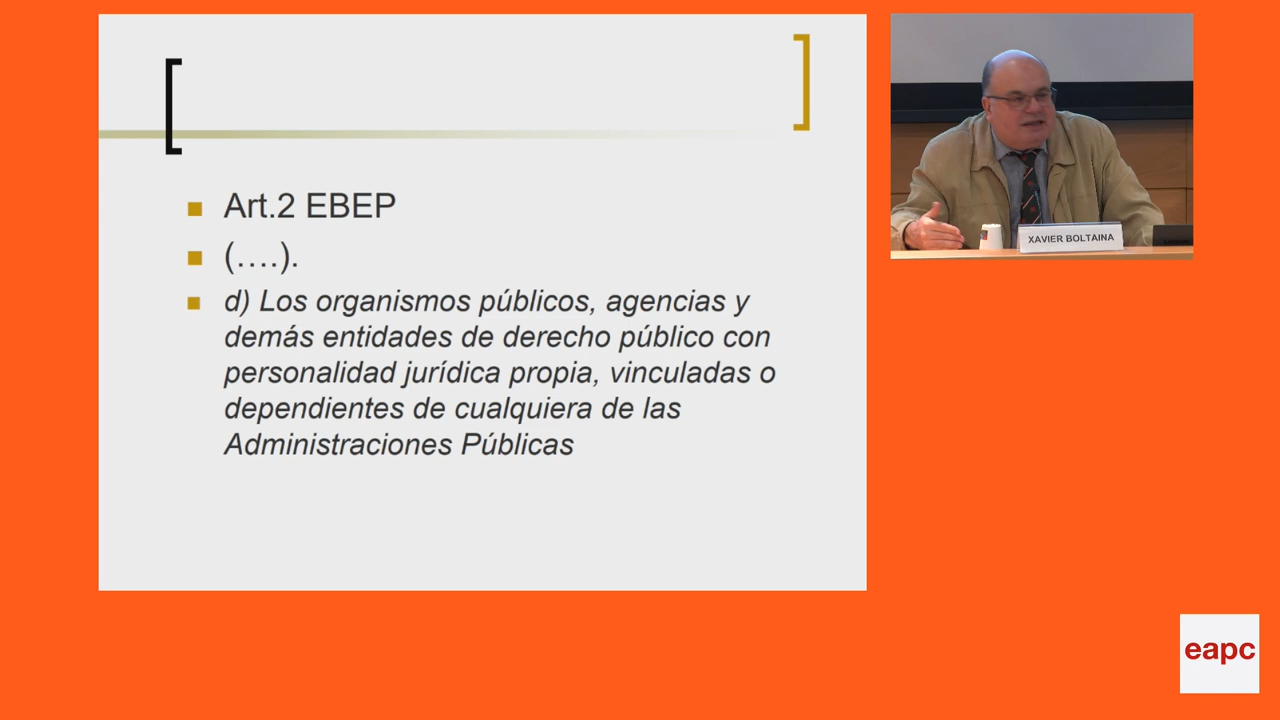 Art.2 EBEP
(….).
d) Los organismos públicos, agencias y
demás entidades de derecho público con
personalidad jurídica propia, vinculadas o
dependientes de cualquiera de las
Administraciones Públicas
XAVIER BOLTAINA
eapc